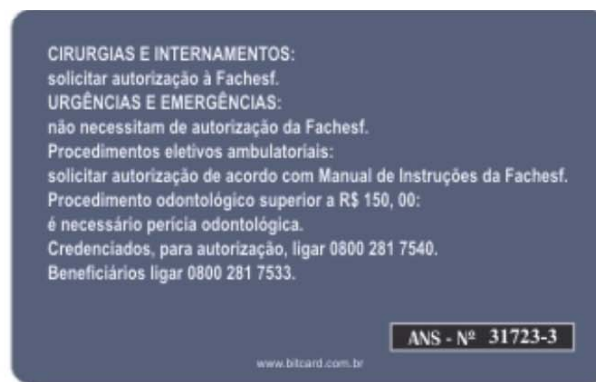 CIRURGIAS E INTERNAMENTOS:
solicitar autorização à Fachesf.
URGÊNCIAS E EMERGÊNCIAS:
não necessitam de autorização da Fachesf.
Procedimentos eletivos ambulatoriais:
solicitar autorização de acordo com Manual de Instruções da Fachesf.
Procedimento odontológico superior a R$ 150, 00:
é necessário perícia odontológica.
Credenciados, para autorização, ligar 0800 281 7540.
Beneficiários ligar 0800 281 7533.
ANS - Nº 31723-3
www.bitcard.com.br